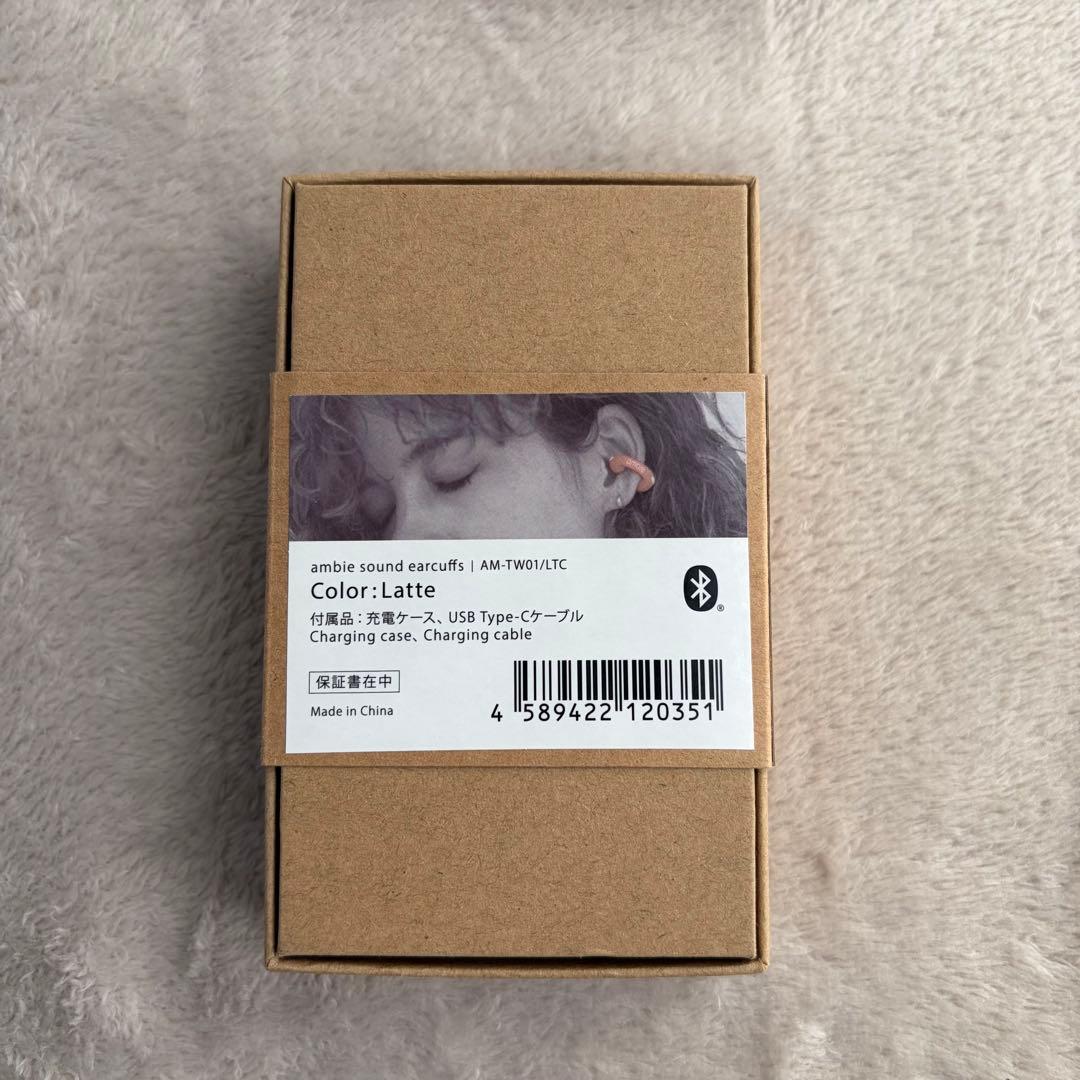 ambie
ambie sound earcuffs | AM-TW01/LTC
Color:Latte
付属品:充電ケース、USB Type-Cケーブル
Charging case、Charging cable
保証書在中
Made in China
4 589422 120351